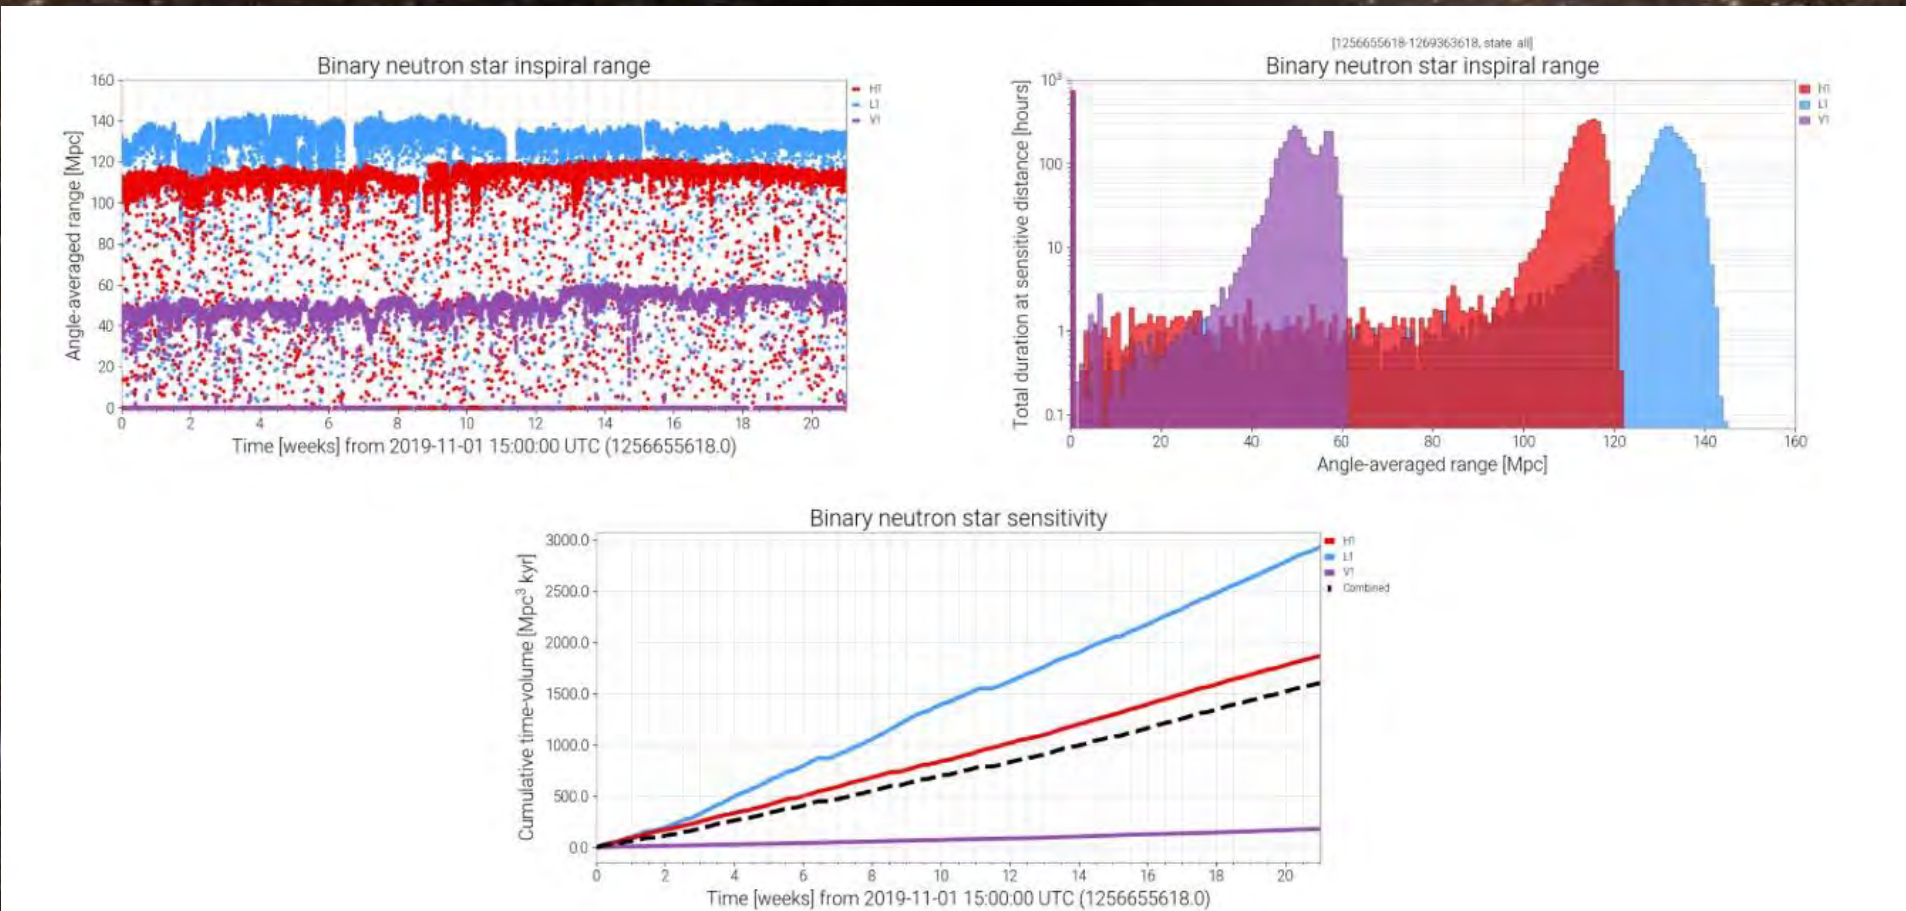 Binary neutron star inspiral range
160
140
120
100
80
60
40
20
0
Angle-averaged range [Mpc]
0 2 4 6 8 10 12 14 16 18 20
Time [weeks] from 2019-11-01 15:00:00 UTC (1256655618.0)
H1
L1
V1
[1256655618-1269363618, state: all]
Binary neutron star inspiral range
10³
100
10
1
0.1
Total duration at sensitive distance [hours]
0 20 40 60 80 100 120 140 160
Angle-averaged range [Mpc]
H1
L1
V1
Binary neutron star sensitivity
3000.0
2500.0
2000.0
1500.0
1000.0
500.0
0.0
Cumulative time-volume [Mpc³ kyr]
0 2 4 6 8 10 12 14 16 18 20
Time [weeks] from 2019-11-01 15:00:00 UTC (1256655618.0)
H1
L1
V1
Combined